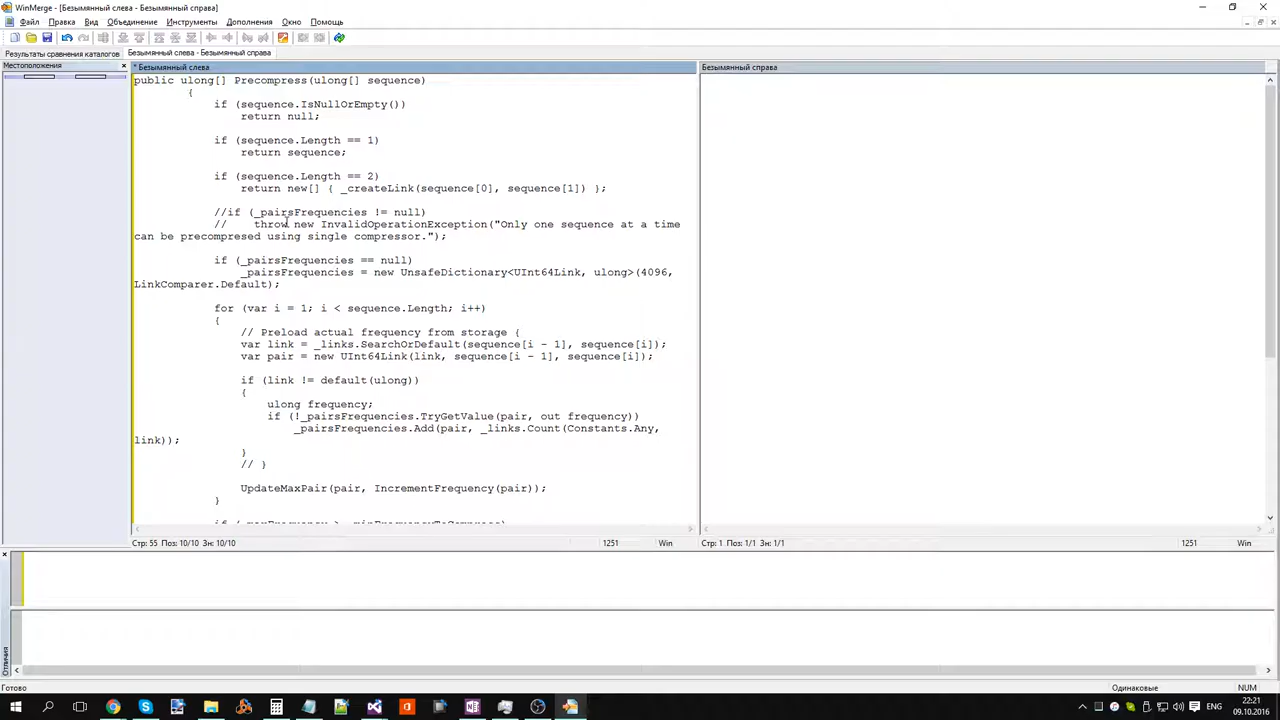 WinMerge - [Безымянный слева - Безымянный справа]
Файл Правка Вид Объединение Инструменты Дополнения Окно Помощь
Результаты сравнения каталогов Безымянный слева - Безымянный справа
Местоположения
* Безымянный слева
Безымянный справа
public ulong[] Precompress(ulong[] sequence)
{
if (sequence.IsNullOrEmpty())
return null;
if (sequence.Length == 1)
return sequence;
if (sequence.Length == 2)
return new[] { _createLink(sequence[0], sequence[1]) };
//if (_pairsFrequencies != null)
// throw new InvalidOperationException("Only one sequence at a time
can be precompresed using single compressor.");
if (_pairsFrequencies == null)
_pairsFrequencies = new UnsafeDictionary<UInt64Link, ulong>(4096,
LinkComparer.Default);
for (var i = 1; i < sequence.Length; i++)
{
// Preload actual frequency from storage {
var link = _links.SearchOrDefault(sequence[i - 1], sequence[i]);
var pair = new UInt64Link(link, sequence[i - 1], sequence[i]);
if (link != default(ulong))
{
ulong frequency;
if (!_pairsFrequencies.TryGetValue(pair, out frequency))
_pairsFrequencies.Add(pair, _links.Count(Constants.Any,
link));
}
// }
UpdateMaxPair(pair, IncrementFrequency(pair));
}
Стр: 55 Поз: 10/10 Зн: 10/10 1251 Win
Стр: 1 Поз: 1/1 Зн: 1/1 1251 Win
Отличия
Готово Одинаковые NUM
ENG
22:21
09.10.2016